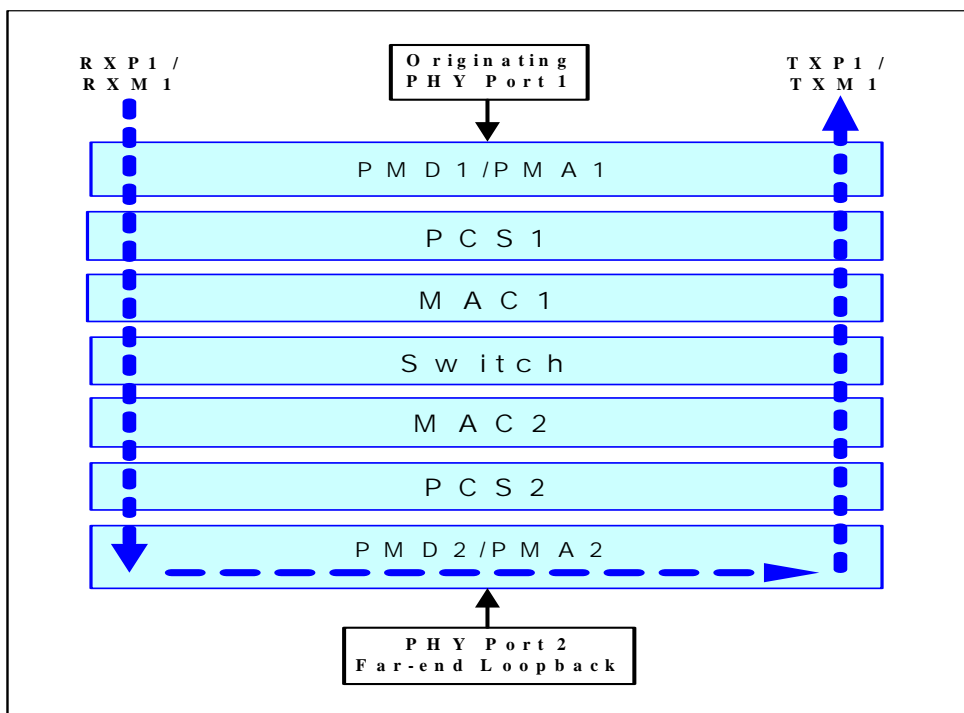 RXP1 /
RXM1
Originating
PHY Port 1
TXP1/
TXM1
PMD1/PMA1
PCS1
MAC1
Switch
MAC2
PCS2
PMD2/PMA2
PHY Port 2
Far-end Loopback